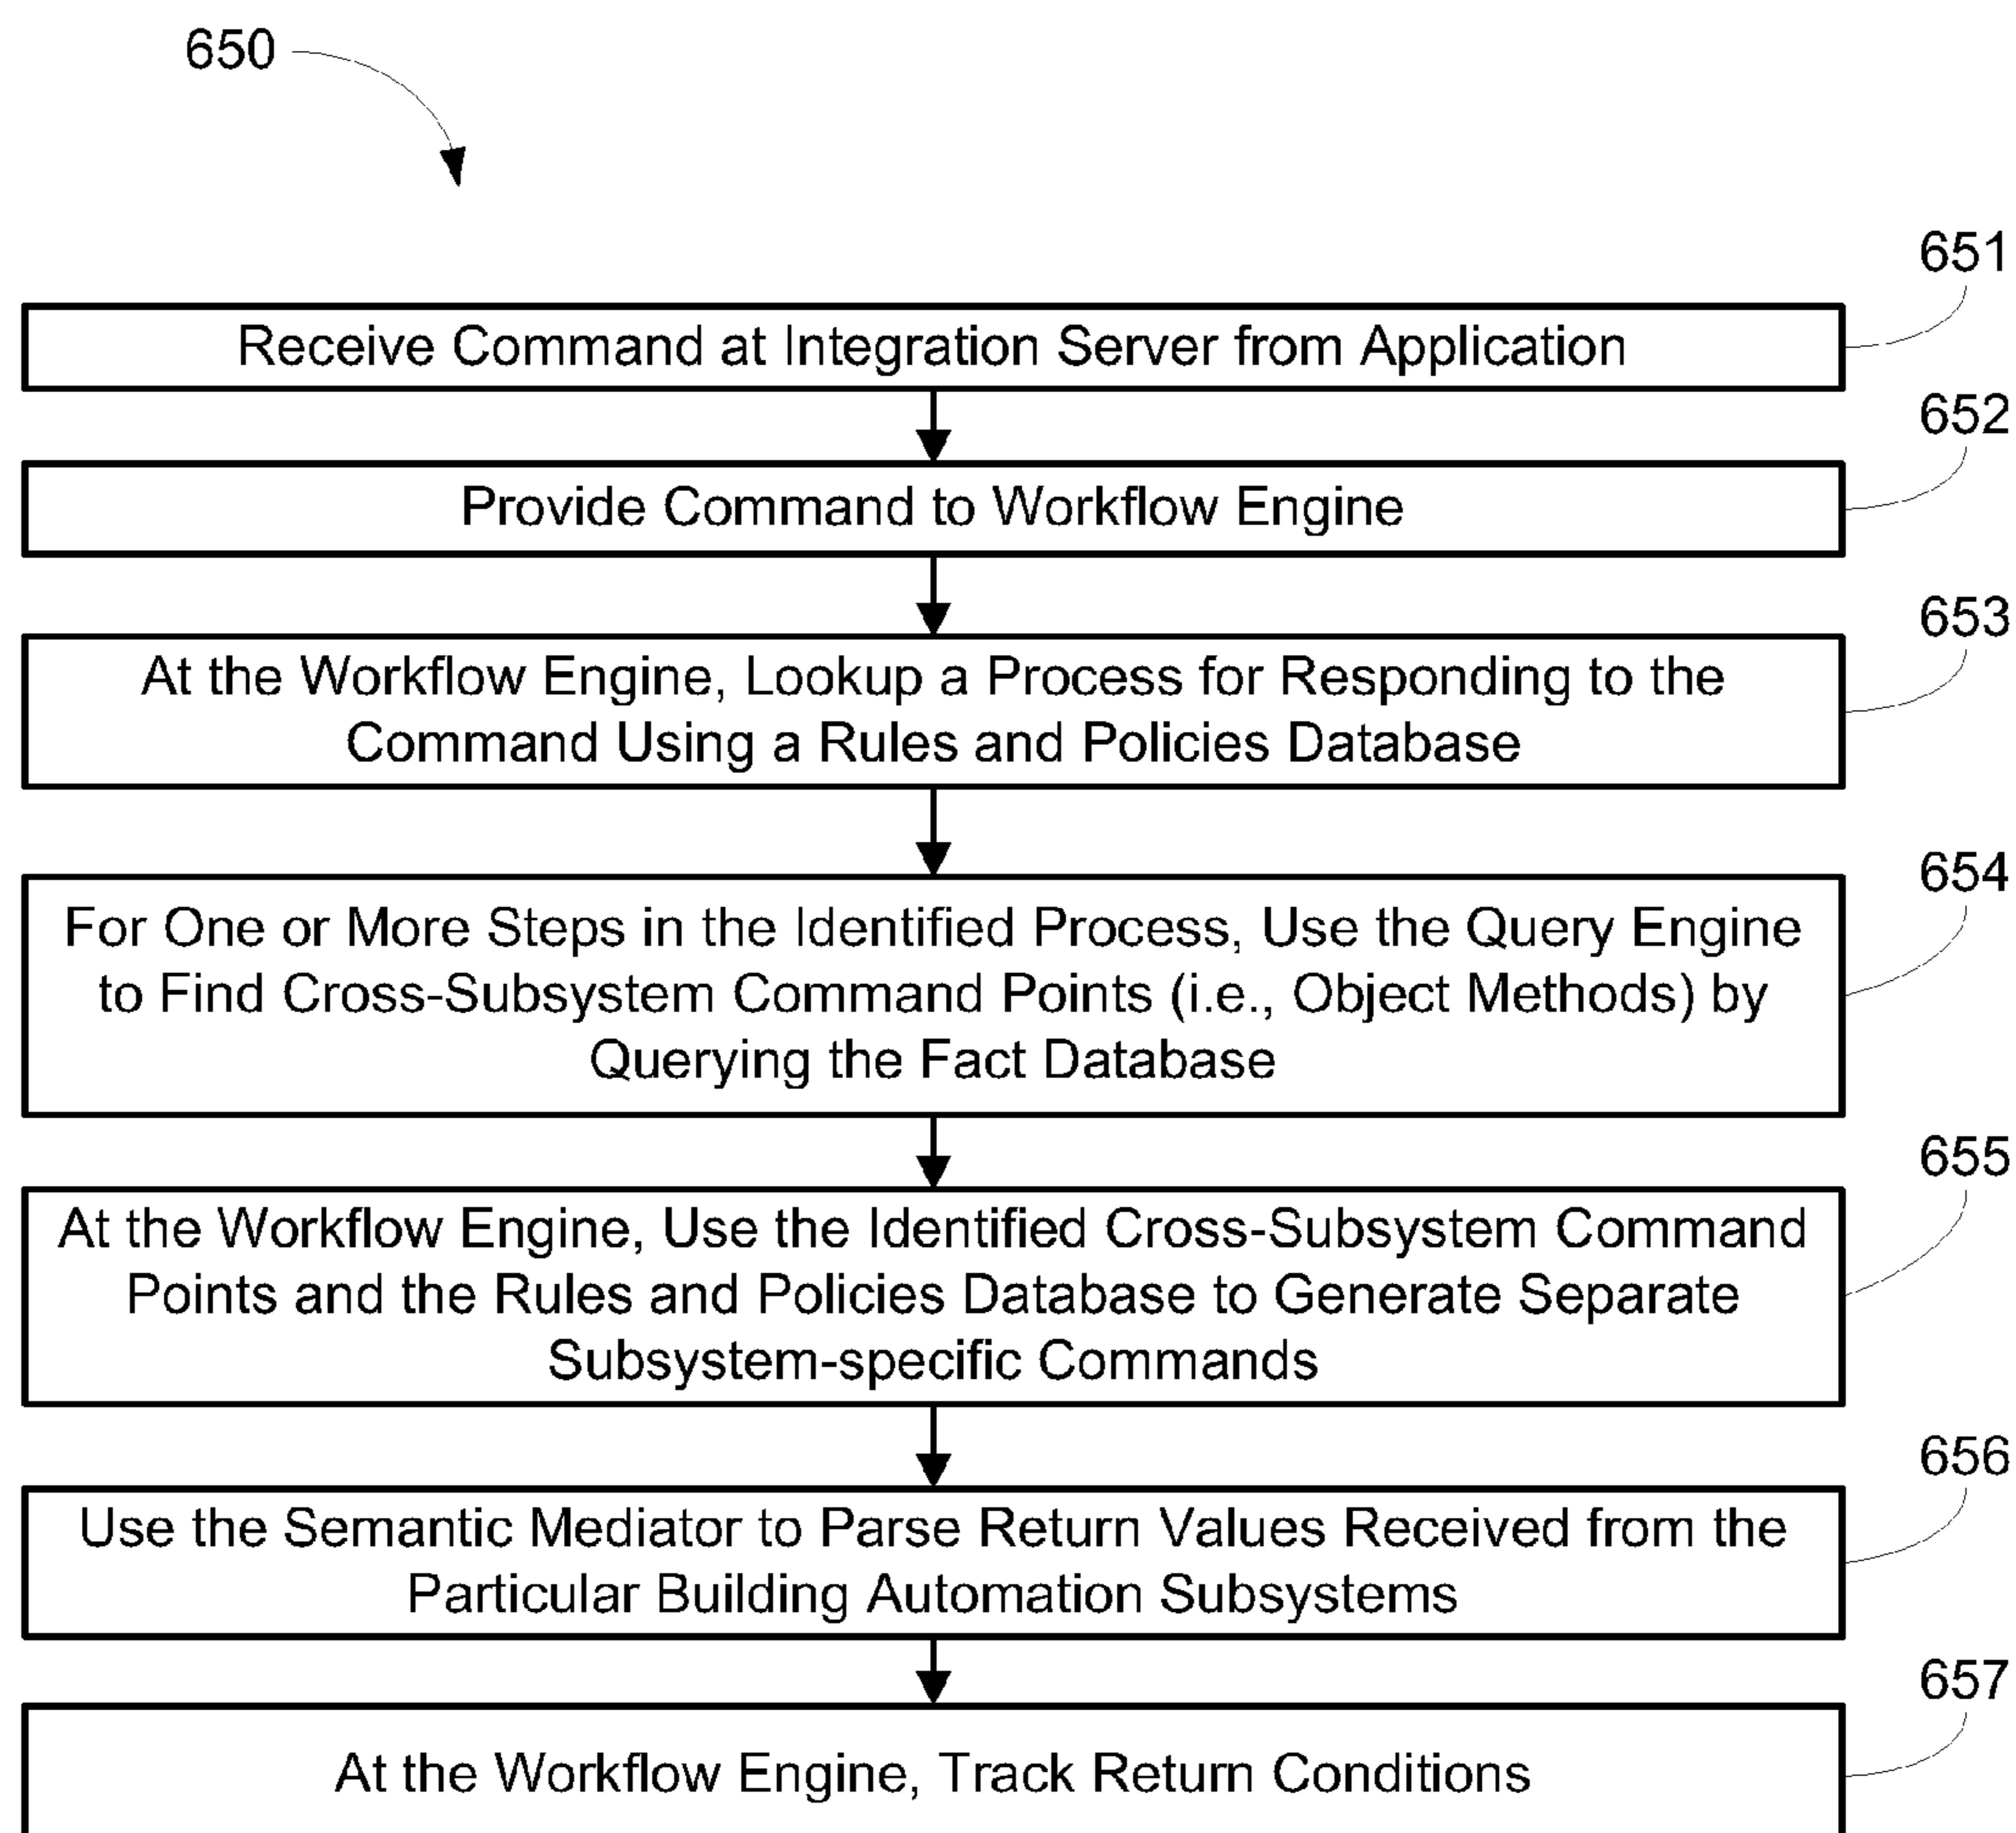 650
651
Receive Command at Integration Server from Application
652
Provide Command to Workflow Engine
653
At the Workflow Engine, Lookup a Process for Responding to the
Command Using a Rules and Policies Database
654
For One or More Steps in the Identified Process, Use the Query Engine
to Find Cross-Subsystem Command Points (i.e., Object Methods) by
Querying the Fact Database
655
At the Workflow Engine, Use the Identified Cross-Subsystem Command
Points and the Rules and Policies Database to Generate Separate
Subsystem-specific Commands
656
Use the Semantic Mediator to Parse Return Values Received from the
Particular Building Automation Subsystems
657
At the Workflow Engine, Track Return Conditions